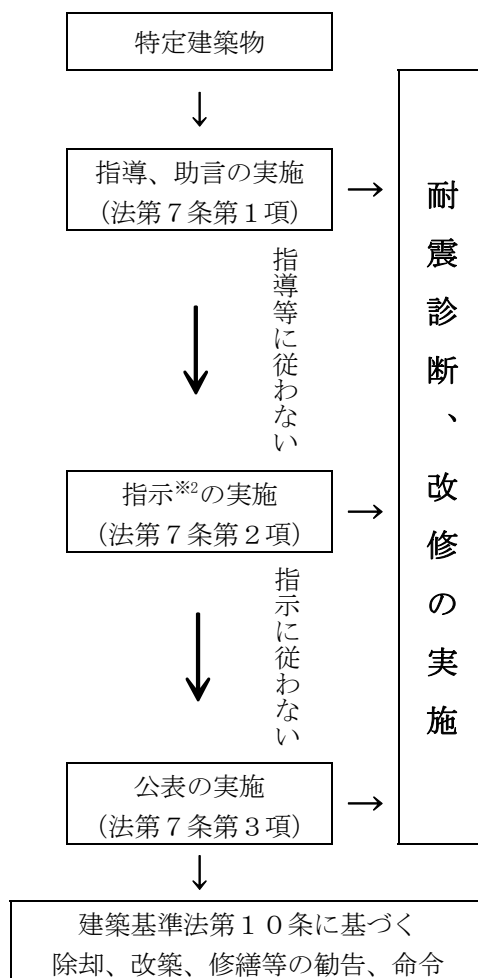 特定建築物
↓
指導、助言の実施
(法第７条第１項)
→
指導等に従わない
↓
指示※2の実施
(法第７条第２項)
→
指示に従わない
↓
公表の実施
(法第７条第３項)
→
耐震診断、改修の実施
↓
建築基準法第１０条に基づく
除却、改築、修繕等の勧告、命令